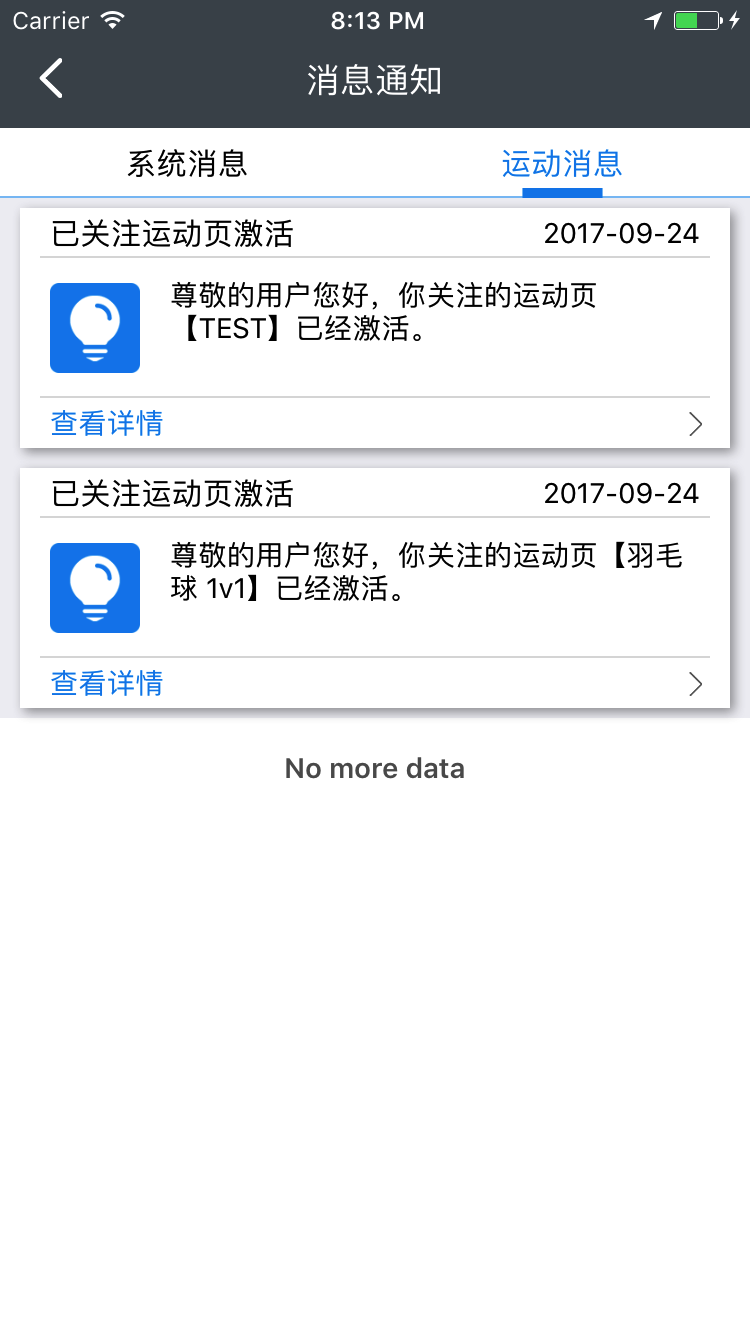 Carrier 8:13 PM
消息通知
系统消息 运动消息
已关注运动页激活 2017-09-24
尊敬的用户您好，你关注的运动页
【TEST】已经激活。
查看详情
已关注运动页激活 2017-09-24
尊敬的用户您好，你关注的运动页【羽毛
球 1v1】已经激活。
查看详情
No more data